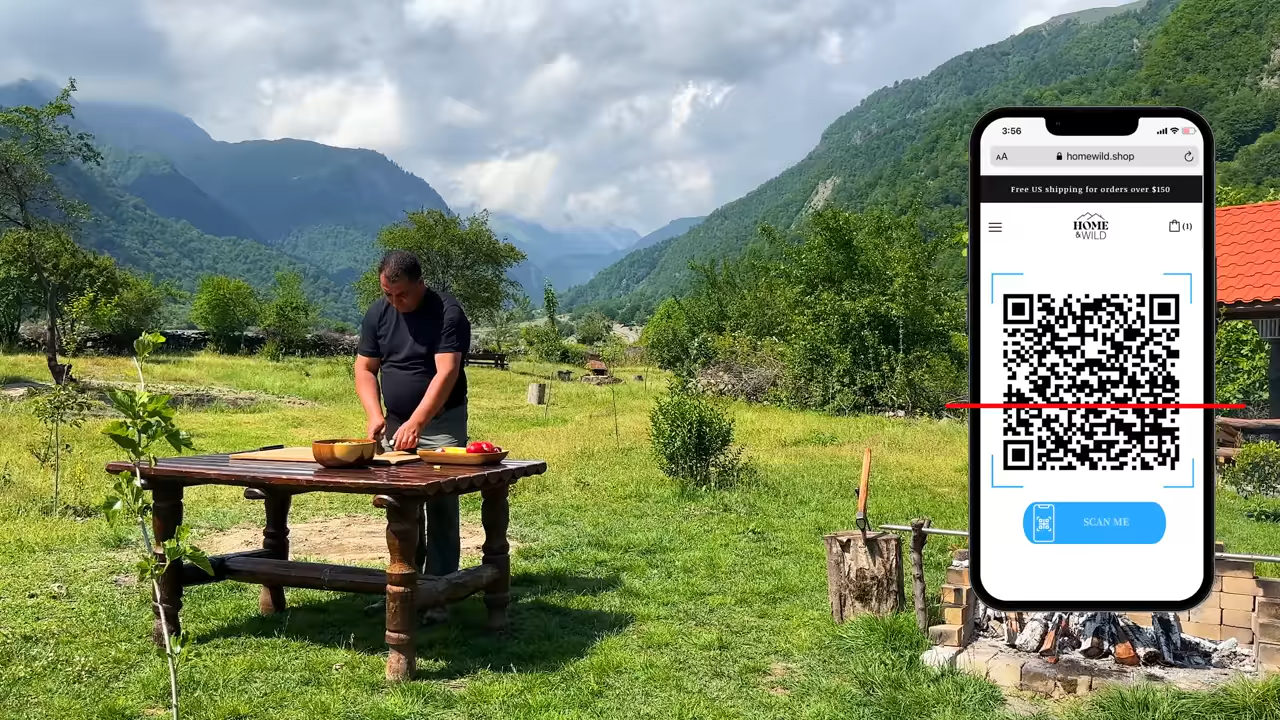 3:56
AA
homewild.shop
Free US shipping for orders over $150
HOME
&WILD
(1)
SCAN ME